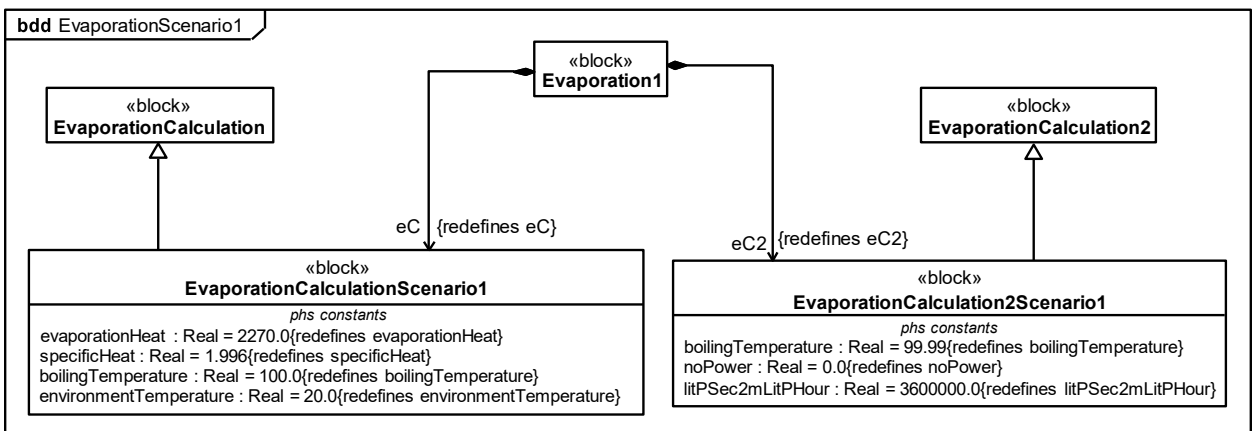 bdd EvaporationScenario1
«block»
Evaporation1
«block»
EvaporationCalculation
«block»
EvaporationCalculation2
eC {redefines eC}
eC2 {redefines eC2}
«block»
EvaporationCalculationScenario1
phs constants
evaporationHeat : Real = 2270.0{redefines evaporationHeat}
specificHeat : Real = 1.996{redefines specificHeat}
boilingTemperature : Real = 100.0{redefines boilingTemperature}
environmentTemperature : Real = 20.0{redefines environmentTemperature}
«block»
EvaporationCalculation2Scenario1
phs constants
boilingTemperature : Real = 99.99{redefines boilingTemperature}
noPower : Real = 0.0{redefines noPower}
litPSec2mLitPHour : Real = 3600000.0{redefines litPSec2mLitPHour}